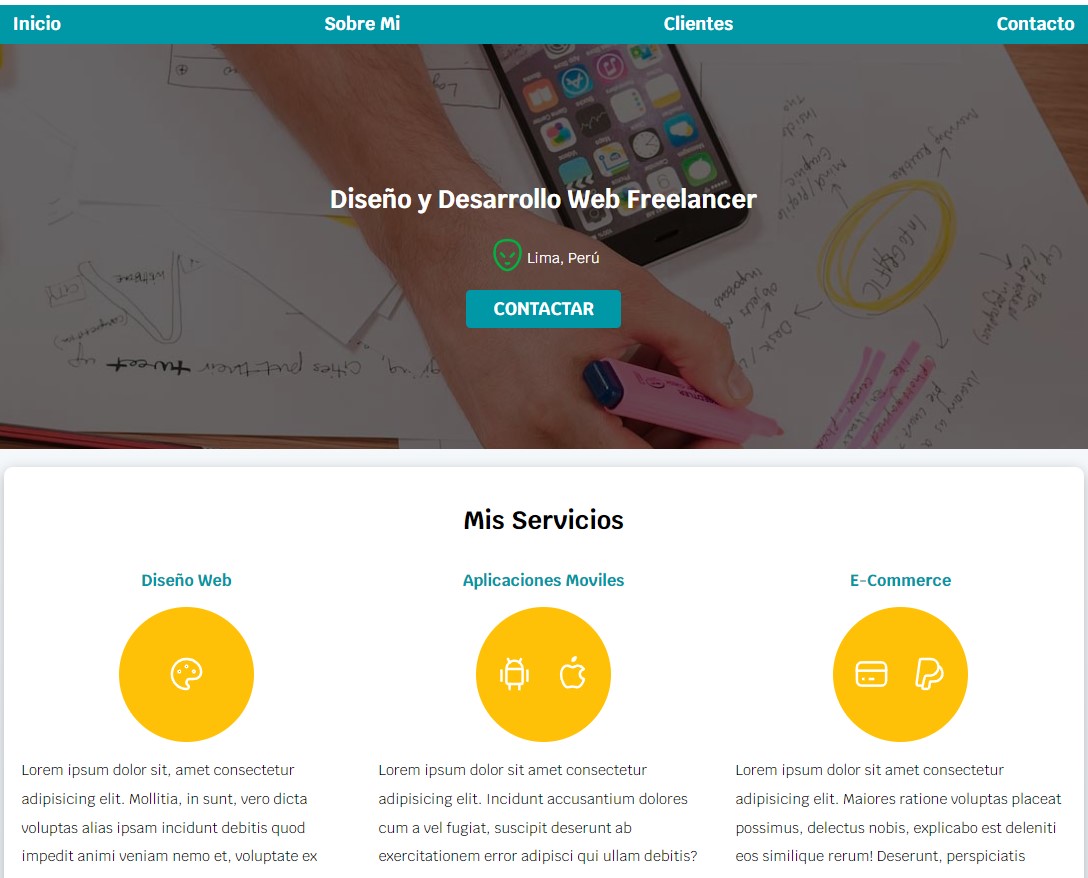 Inicio
Sobre Mi
Clientes
Contacto
Diseño y Desarrollo Web Freelancer
Lima, Perú
CONTACTAR
INFOGRAFIC
Mis Servicios
Diseño Web
Aplicaciones Moviles
E-Commerce
Lorem ipsum dolor sit, amet consectetur
adipisicing elit. Mollitia, in sunt, vero dicta
voluptas alias ipsam incidunt debitis quod
impedit animi veniam nemo et, voluptate ex
Lorem ipsum dolor sit amet consectetur
adipisicing elit. Incidunt accusantium dolores
cum a vel fugiat, suscipit deserunt ab
exercitationem error adipisci qui ullam debitis?
Lorem ipsum dolor sit amet consectetur
adipisicing elit. Maiores ratione voluptas placeat
possimus, delectus nobis, explicabo est deleniti
eos similique rerum! Deserunt, perspiciatis